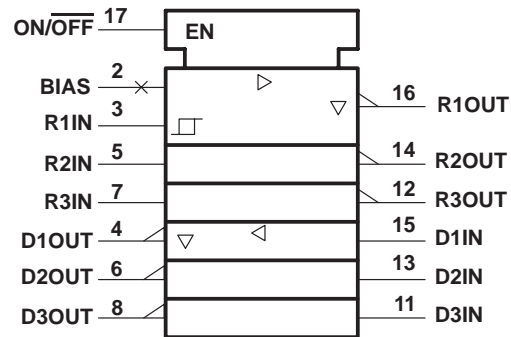 ON/OFF 17 EN
BIAS 2
16 R1OUT
R1IN 3
R2IN 5 14 R2OUT
R3IN 7 12 R3OUT
D1OUT 4 15 D1IN
D2OUT 6 13 D2IN
D3OUT 8 11 D3IN